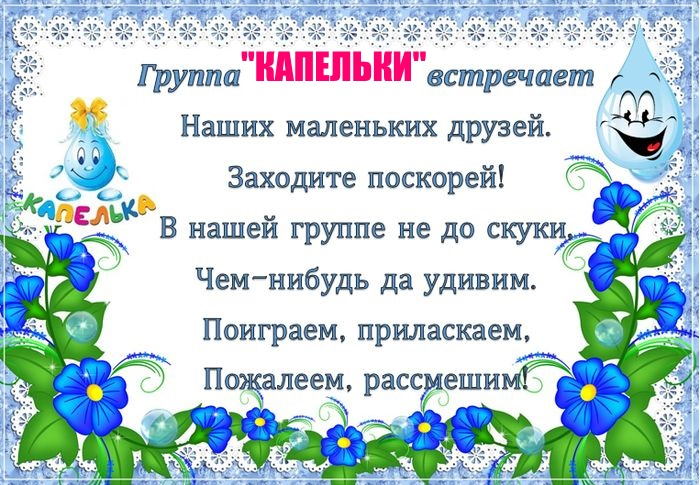 Группа "КАПЕЛЬКИ" встречает
Наших маленьких друзей.
Заходите поскорей!
КАПЕЛЬКА
В нашей группе не до скуки,
Чем-нибудь да удивим.
Поиграем, приласкаем,
Пожалеем, рассмешим!